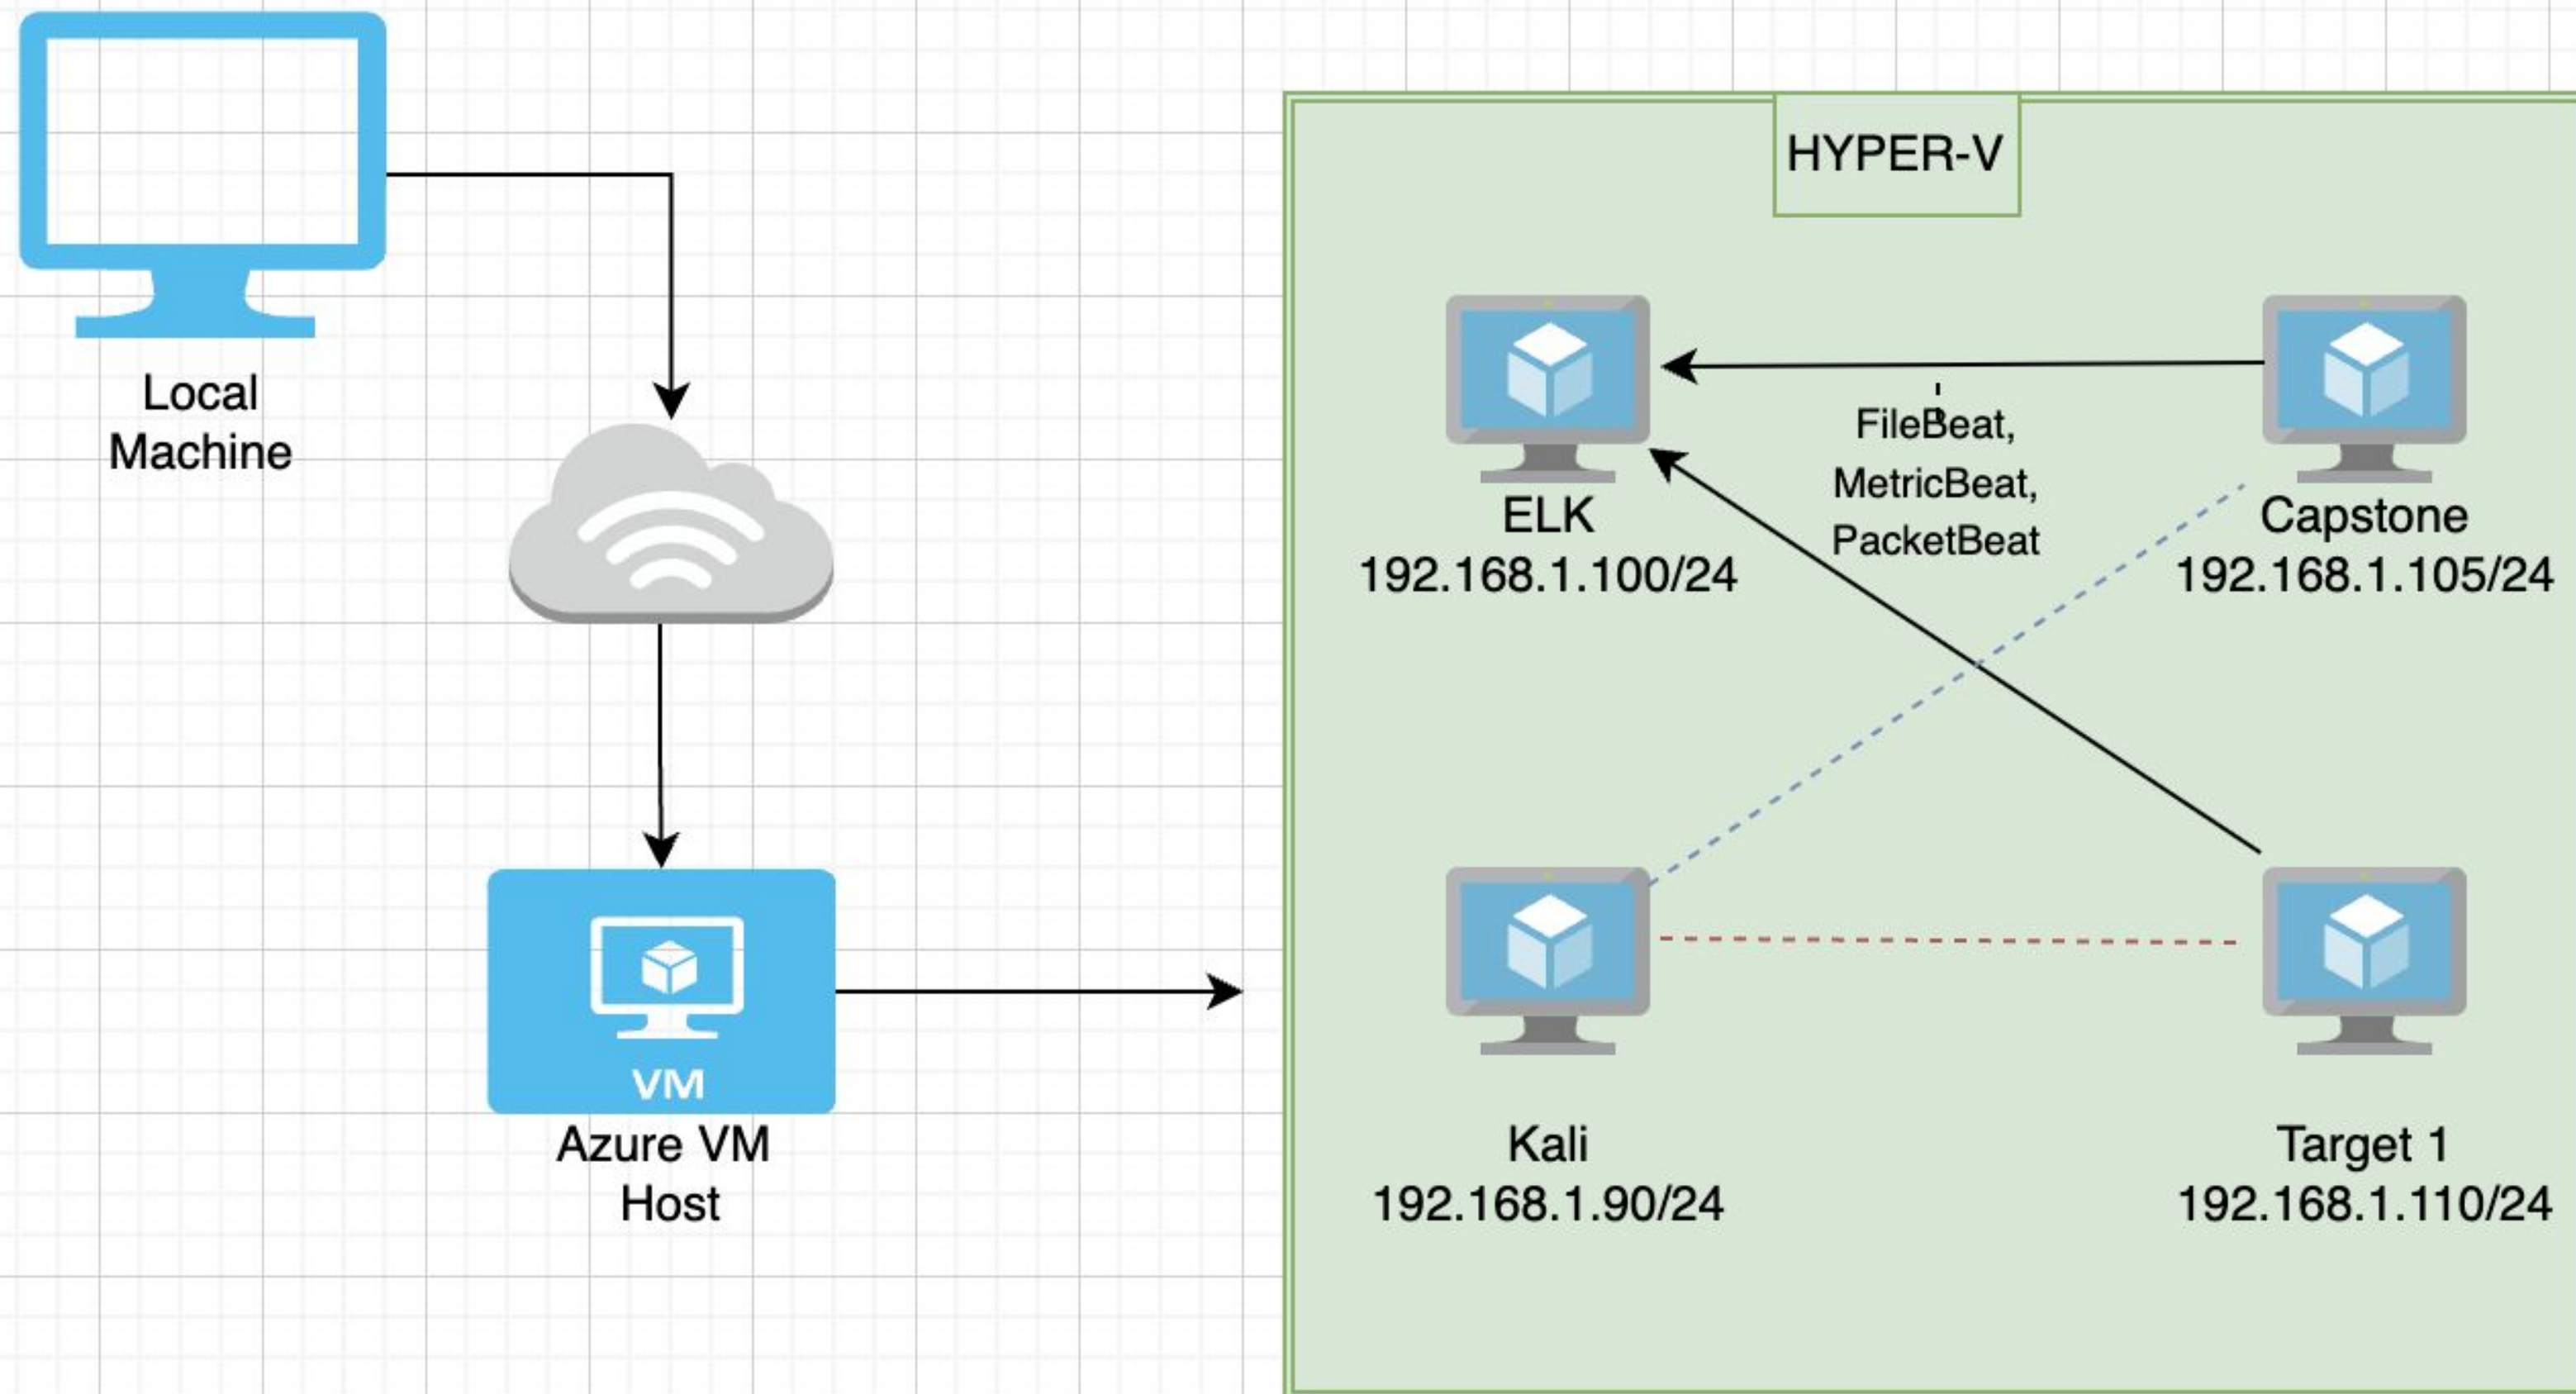 Local
Machine
VM
Azure VM
Host
HYPER-V
FileBeat,
MetricBeat,
PacketBeat
ELK
192.168.1.100/24
Capstone
192.168.1.105/24
Kali
192.168.1.90/24
Target 1
192.168.1.110/24